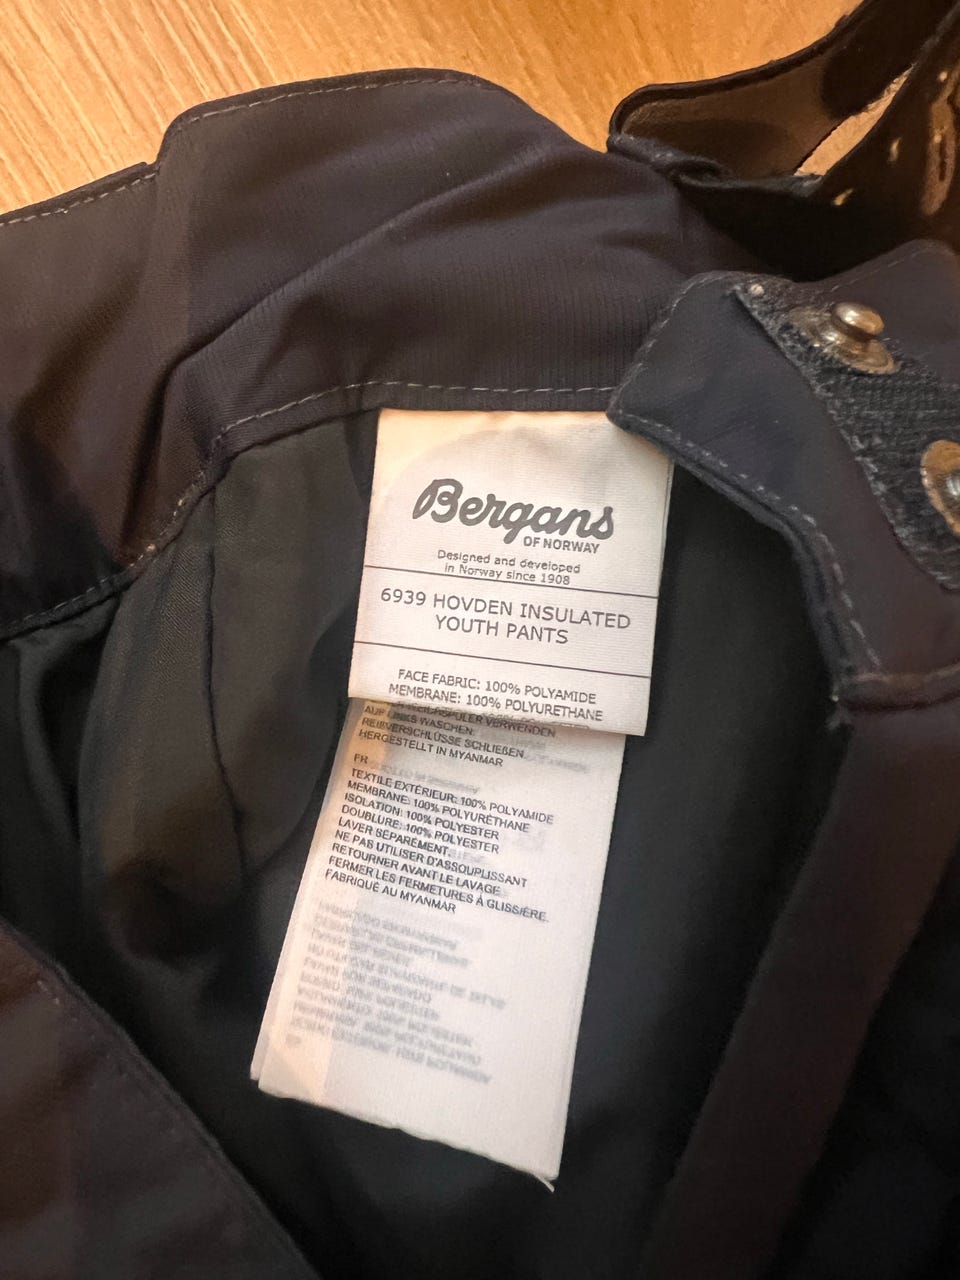 Bergans
OF NORWAY
Designed and developed
in Norway since 1908
6939 HOVDEN INSULATED
YOUTH PANTS
FACE FABRIC: 100% POLYAMIDE
MEMBRANE: 100% POLYURETHANE
VERWENDEN
AUF LINKS WASCHEN.
REIßVERSCHLÜSSE SCHLIEßEN
HERGESTELLT IN MYANMAR
FR
TEXTILE EXTÉRIEUR: 100% POLYAMIDE
MEMBRANE: 100% POLYURÉTHANE
ISOLATION: 100% POLYESTER
DOUBLURE: 100% POLYESTER
LAVER SÉPARÉMENT.
NE PAS UTILISER D'ASSOUPLISSANT
RETOURNER AVANT LE LAVAGE
FERMER LES FERMETURES À GLISSIÈRE.
FABRIQUÉ AU MYANMAR